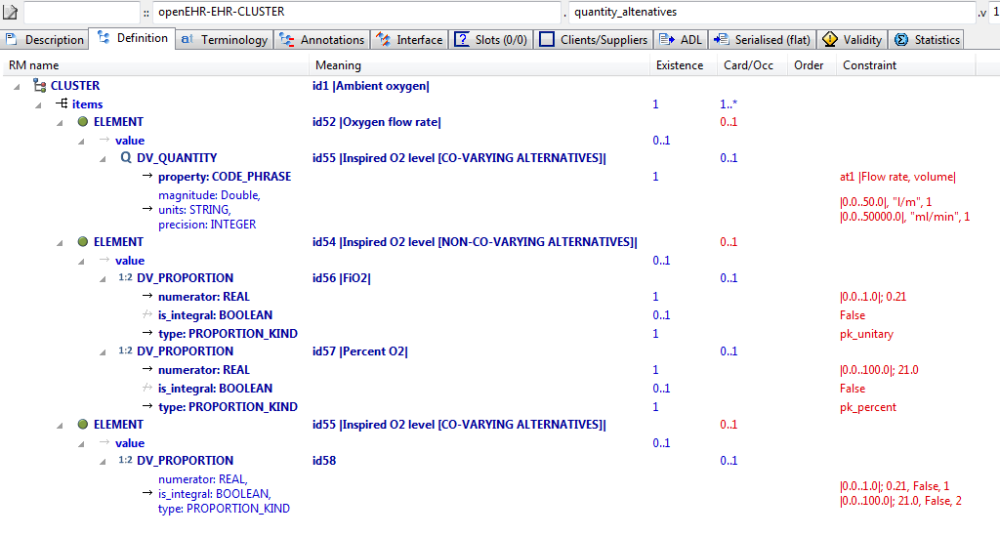 :: openEHR-EHR-CLUSTER . quantity_altenatives .v 1
Description Definition Terminology Annotations Interface Slots (0/0) Clients/Suppliers ADL Serialised (flat) Validity Statistics
RM name Meaning Existence Card/Occ Order Constraint
CLUSTER id1 |Ambient oxygen|
items 1 1..*
ELEMENT id52 |Oxygen flow rate| 0..1
value 0..1
Q DV_QUANTITY id55 |Inspired O2 level [CO-VARYING ALTERNATIVES]| 0..1
property: CODE_PHRASE 1 at1 |Flow rate, volume|
magnitude: Double,
units: STRING,
precision: INTEGER
|0.0..50.0|, "l/m", 1
|0.0..50000.0|, "ml/min", 1
ELEMENT id54 |Inspired O2 level [NON-CO-VARYING ALTERNATIVES]| 0..1
value 0..1
1:2 DV_PROPORTION id56 |FiO2| 0..1
numerator: REAL 1 |0.0..1.0|; 0.21
is_integral: BOOLEAN 0..1 False
type: PROPORTION_KIND 1 pk_unitary
1:2 DV_PROPORTION id57 |Percent O2| 0..1
numerator: REAL 1 |0.0..100.0|; 21.0
is_integral: BOOLEAN 0..1 False
type: PROPORTION_KIND 1 pk_percent
ELEMENT id55 |Inspired O2 level [CO-VARYING ALTERNATIVES]| 0..1
value 0..1
1:2 DV_PROPORTION id58 0..1
numerator: REAL,
is_integral: BOOLEAN,
type: PROPORTION_KIND
|0.0..1.0|; 0.21, False, 1
|0.0..100.0|; 21.0, False, 2